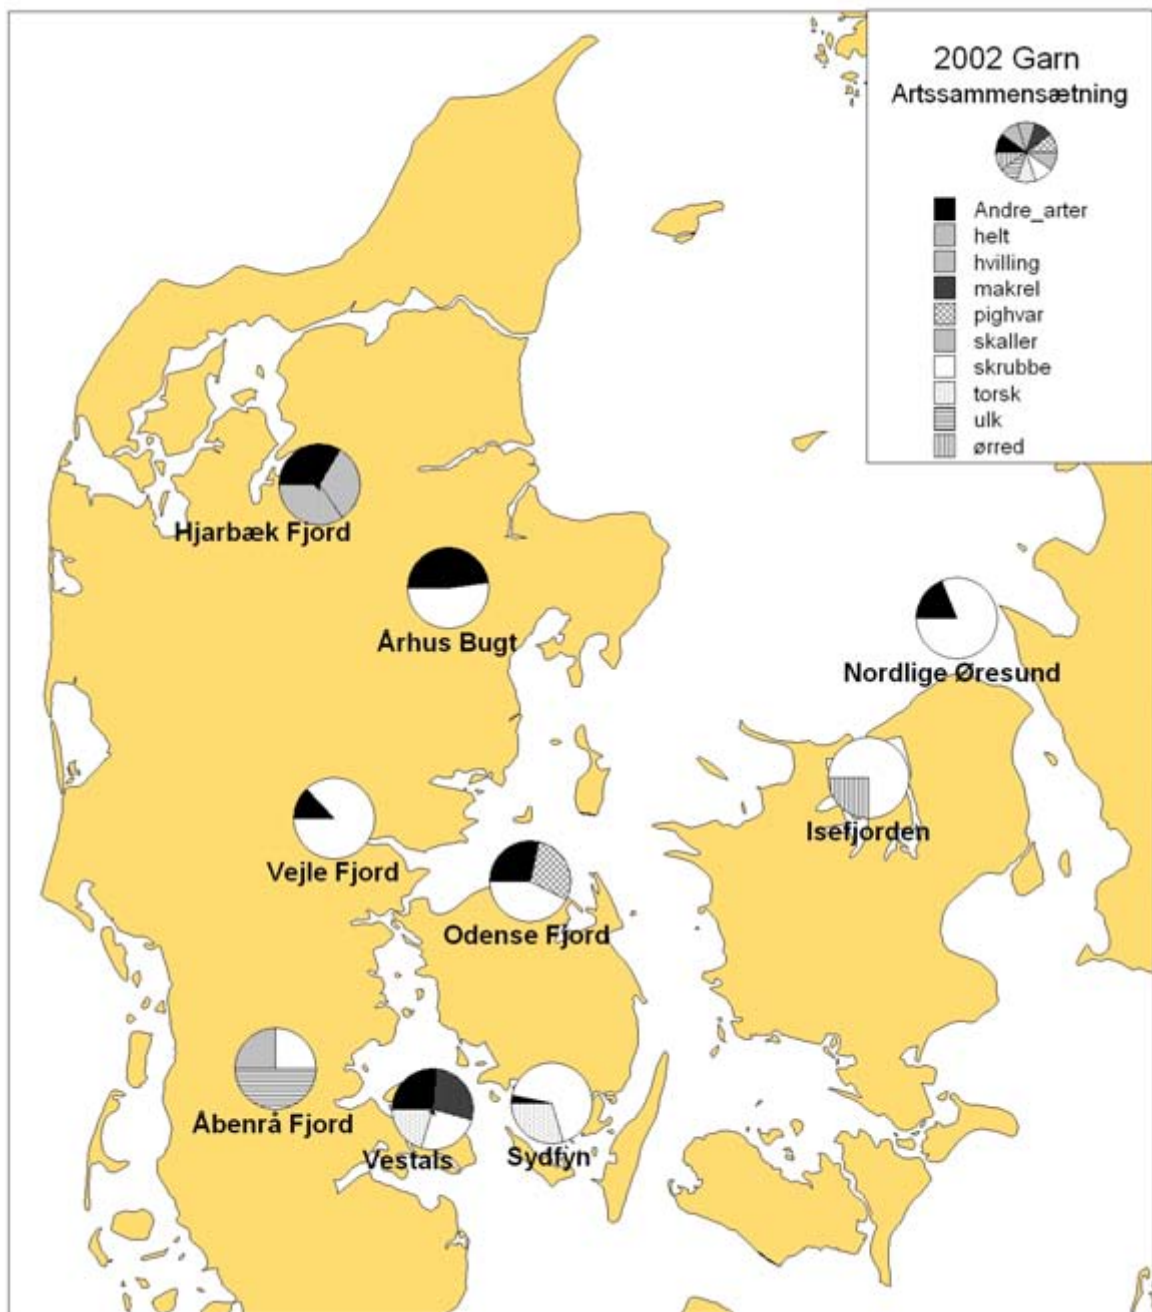 2002 Garn
Artssammensætning
Andre_arter
helt
hvilling
makrel
pighvar
skaller
skrubbe
torsk
ulk
ørred
Hjarbæk Fjord
Århus Bugt
Nordlige Øresund
Isefjorden
Vejle Fjord
Odense Fjord
Åbenrå Fjord
Vestals
Sydfyn